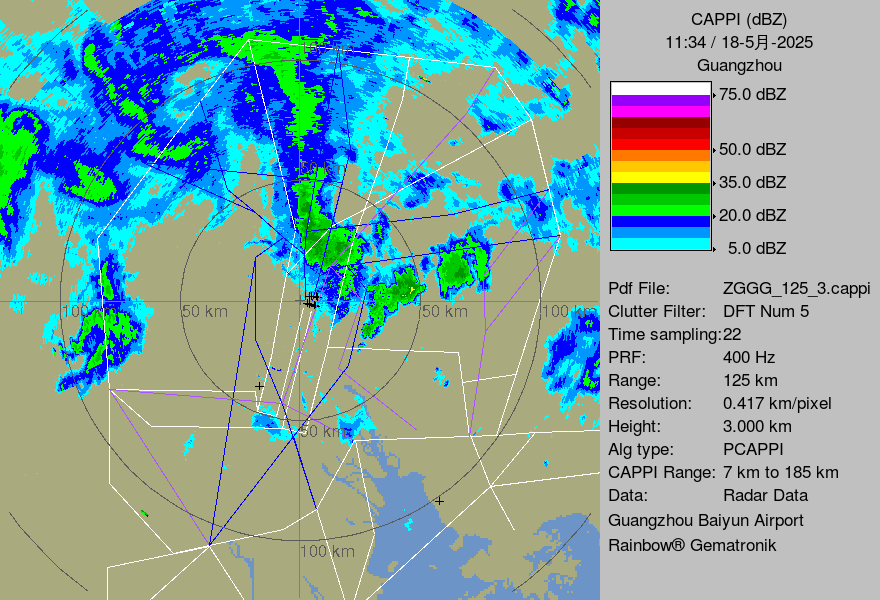 CAPPI (dBZ)
11:34 / 18-5月-2025
Guangzhou
75.0 dBZ
50.0 dBZ
35.0 dBZ
20.0 dBZ
5.0 dBZ
Pdf File: ZGGG_125_3.cappi
Clutter Filter: DFT Num 5
Time sampling:22
PRF: 400 Hz
Range: 125 km
Resolution: 0.417 km/pixel
Height: 3.000 km
Alg type: PCAPPI
CAPPI Range: 7 km to 185 km
Data: Radar Data
Guangzhou Baiyun Airport
Rainbow® Gematronik
50 km
100 km
50 km
50 km
100 km
50 km
100 km